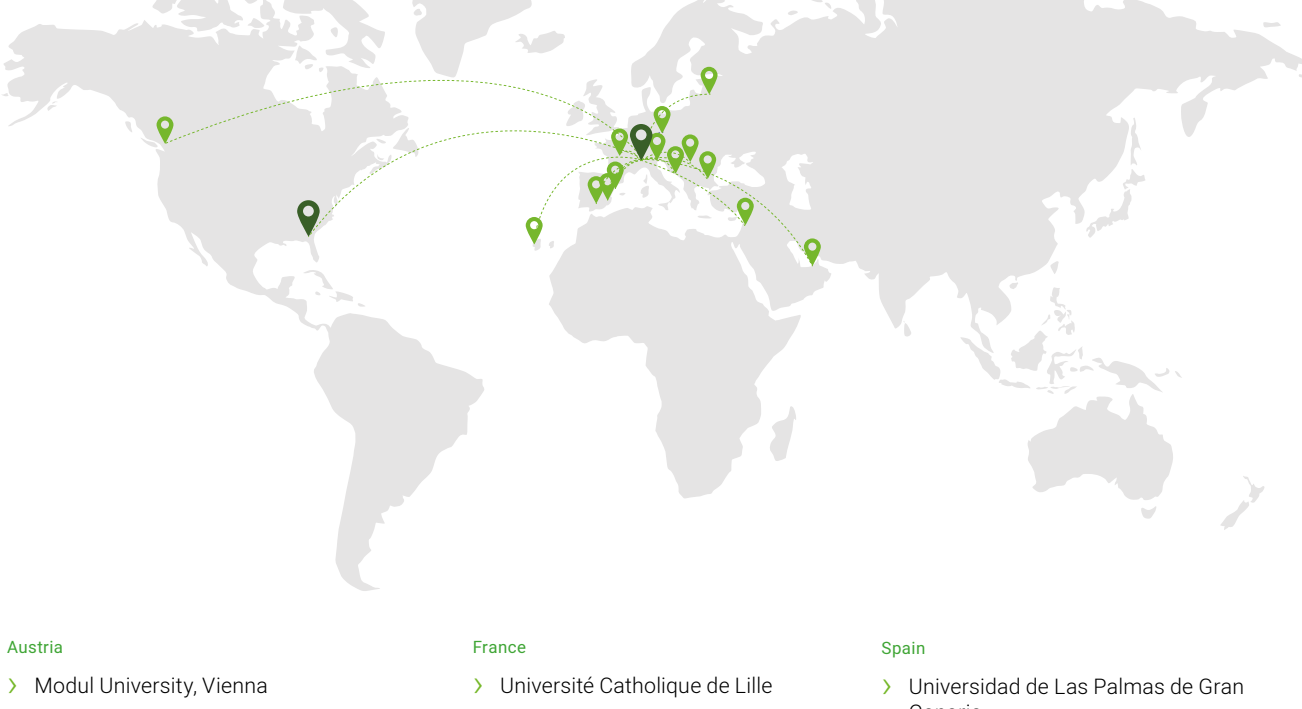 Austria
› Modul University, Vienna
France
› Université Catholique de Lille
Spain
› Universidad de Las Palmas de Gran